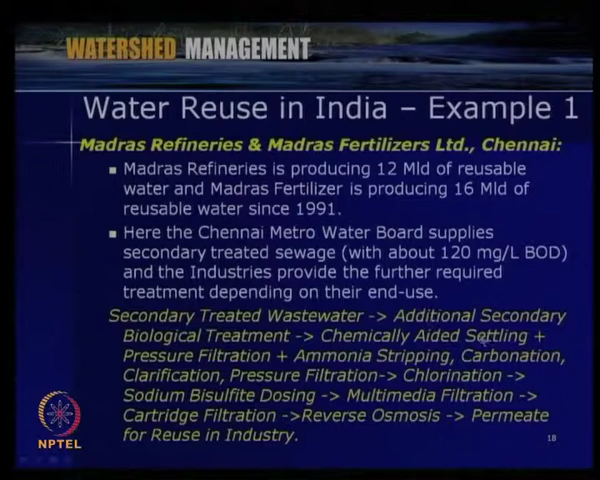 WATERSHED MANAGEMENT
Water Reuse in India – Example 1
Madras Refineries & Madras Fertilizers Ltd., Chennai:
Madras Refineries is producing 12 Mld of reusable
water and Madras Fertilizer is producing 16 Mld of
reusable water since 1991.
Here the Chennai Metro Water Board supplies
secondary treated sewage (with about 120 mg/L BOD)
and the Industries provide the further required
treatment depending on their end-use.
Secondary Treated Wastewater -> Additional Secondary
Biological Treatment -> Chemically Aided Settling +
Pressure Filtration + Ammonia Stripping, Carbonation,
Clarification, Pressure Filtration-> Chlorination ->
Sodium Bisulfite Dosing -> Multimedia Filtration ->
Cartridge Filtration ->Reverse Osmosis -> Permeate
for Reuse in Industry.
NPTEL
18